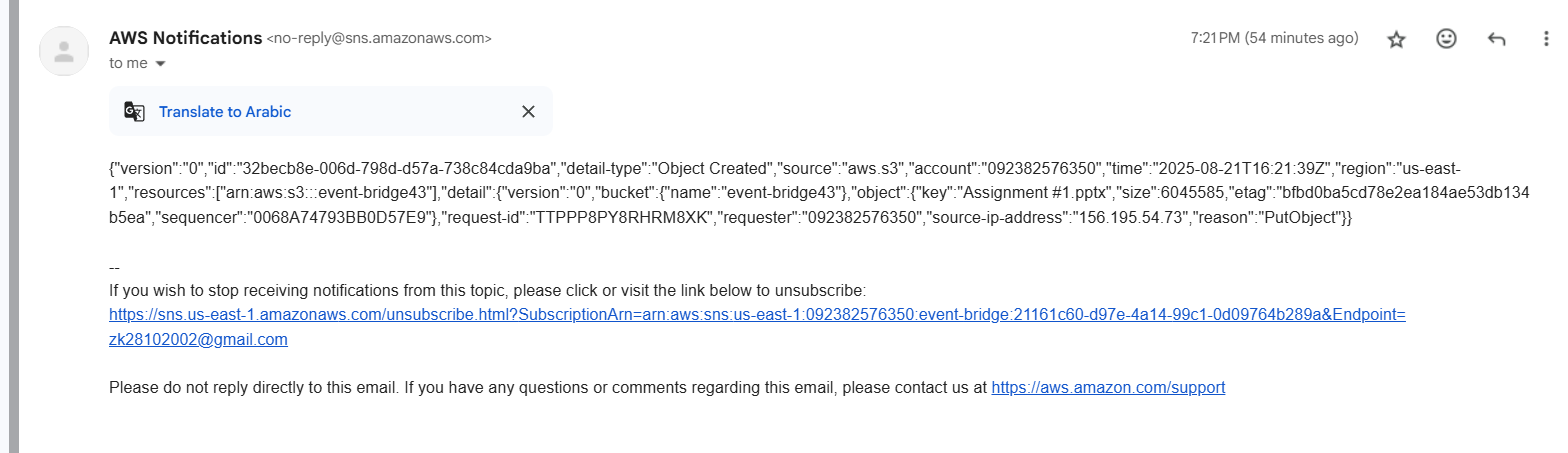 AWS Notifications <no-reply@sns.amazonaws.com>
7:21 PM (54 minutes ago)
to me
Translate to Arabic
{"version":"0","id":"32becb8e-006d-798d-d57a-738c84cda9ba","detail-type":"Object Created","source":"aws.s3","account":"092382576350","time":"2025-08-21T16:21:39Z","region":"us-east-
1","resources":["arn:aws:s3:::event-bridge43"],"detail":{"version":"0","bucket":{"name":"event-bridge43"},"object":{"key":"Assignment #1.pptx","size":6045585,"etag":"bfbd0ba5cd78e2ea184ae53db134
b5ea","sequencer":"0068A74793BB0D57E9"},"request-id":"TTPPP8PY8RHRM8XK","requester":"092382576350","source-ip-address":"156.195.54.73","reason":"PutObject"}}
--
If you wish to stop receiving notifications from this topic, please click or visit the link below to unsubscribe:
https://sns.us-east-1.amazonaws.com/unsubscribe.html?SubscriptionArn=arn:aws:sns:us-east-1:092382576350:event-bridge:21161c60-d97e-4a14-99c1-0d09764b289a&Endpoint=
zk28102002@gmail.com
Please do not reply directly to this email. If you have any questions or comments regarding this email, please contact us at https://aws.amazon.com/support